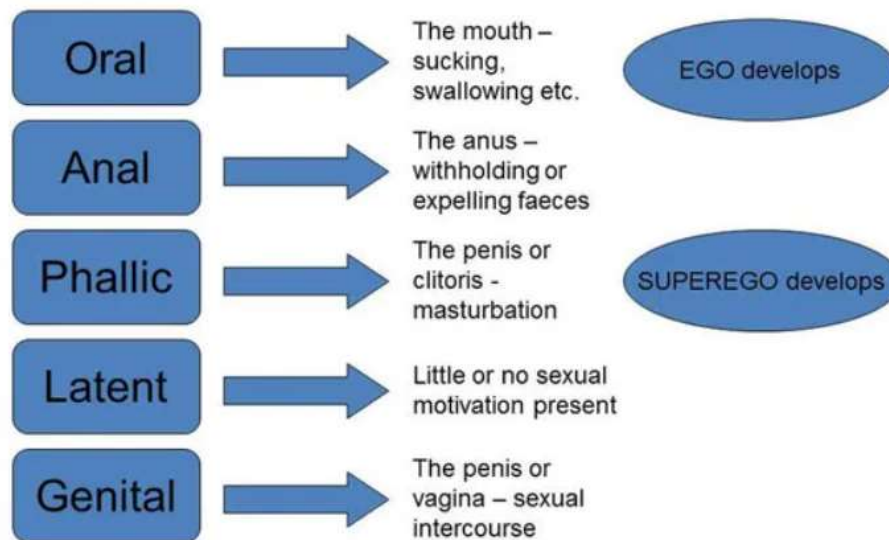 Oral
The mouth –
sucking,
swallowing etc.
EGO develops
Anal
The anus –
withholding or
expelling faeces
Phallic
The penis or
clitoris -
masturbation
SUPEREGO develops
Latent
Little or no sexual
motivation present
Genital
The penis or
vagina – sexual
intercourse